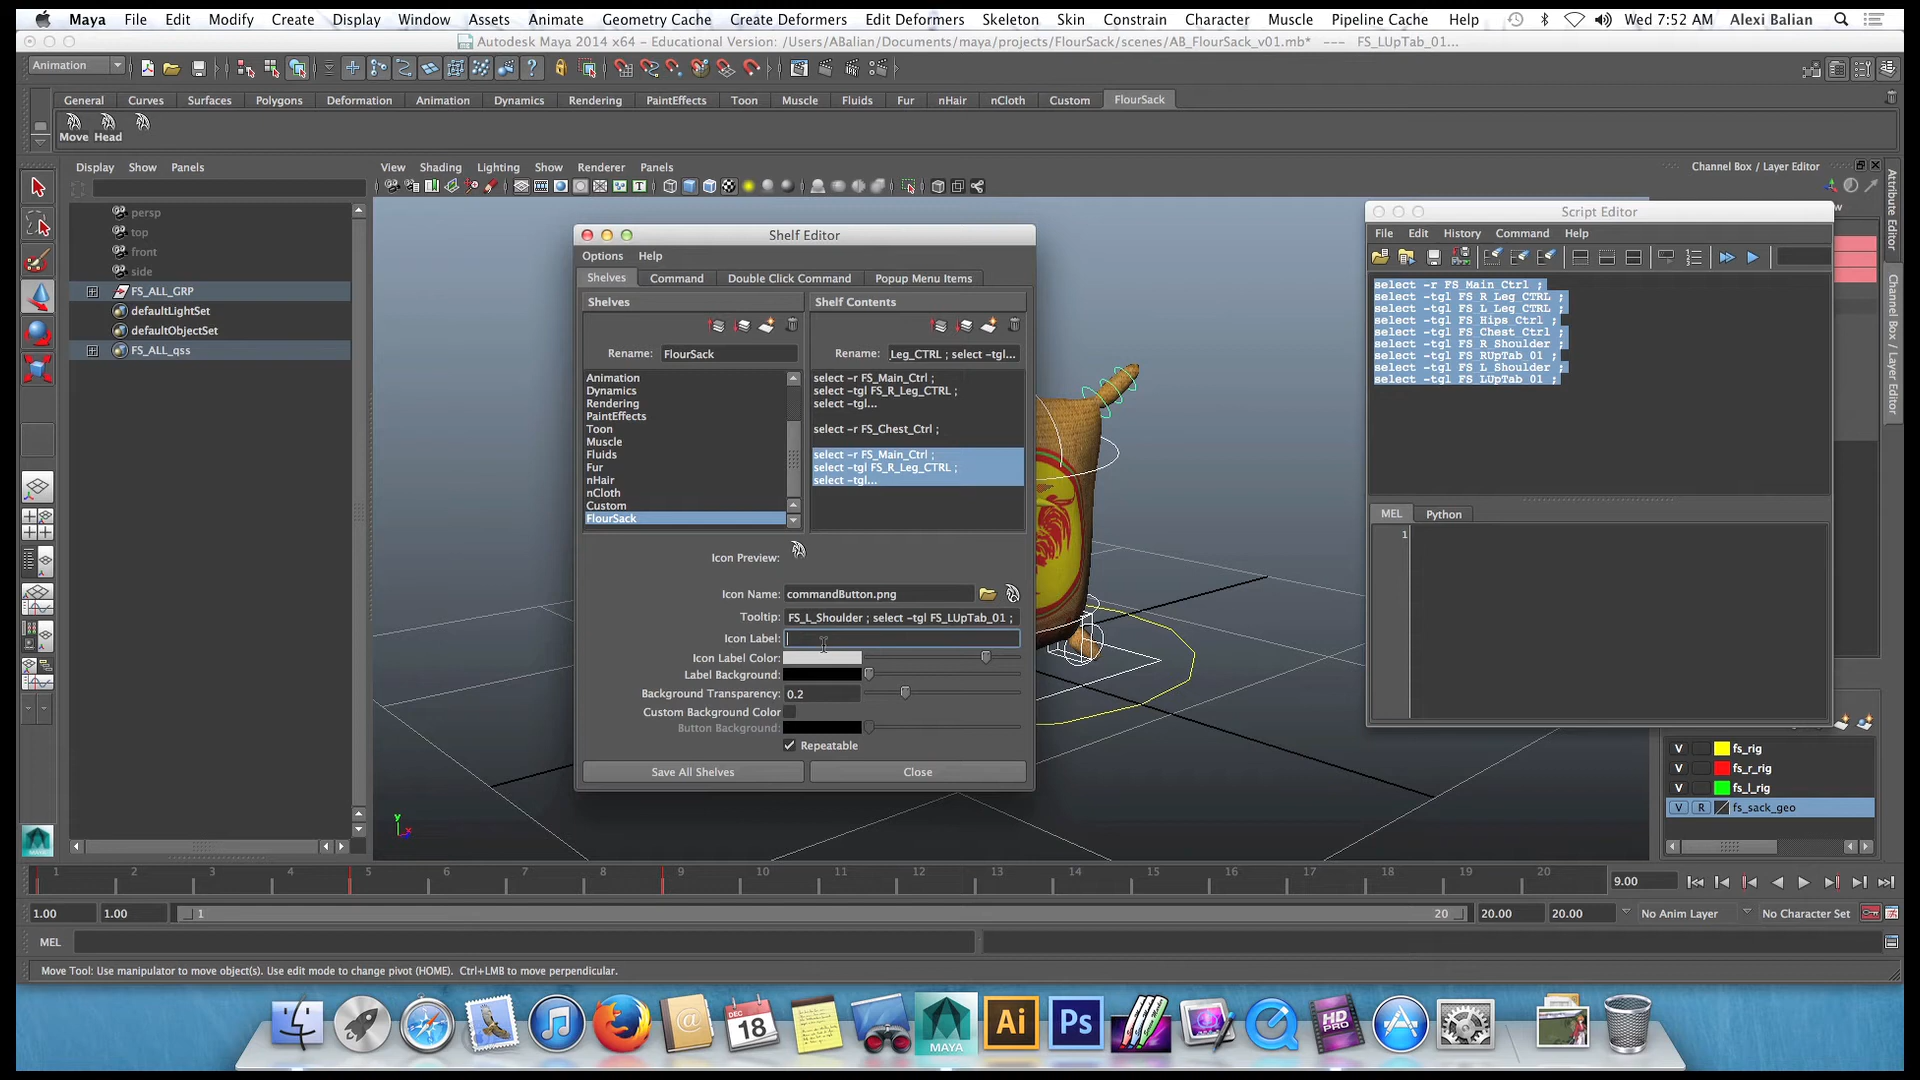 Maya File Edit Modify Create Display Window Assets Animate Geometry Cache Create Deformers Edit Deformers Skeleton Skin Constrain Character Muscle Pipeline Cache Help Wed 7:52 AM Alexi Balian
Autodesk Maya 2014 x64 - Educational Version: /Users/ABalian/Documents/maya/projects/FlourSack/scenes/AB_FlourSack_v01.mb* --- FS_LUpTab_01...
Animation
General Curves Surfaces Polygons Deformation Animation Dynamics Rendering PaintEffects Toon Muscle Fluids Fur nHair nCloth Custom FlourSack
Move Head
Display Show Panels
View Shading Lighting Show Renderer Panels
Channel Box / Layer Editor
persp
top
front
side
FS_ALL_GRP
defaultLightSet
defaultObjectSet
FS_ALL_qss
Shelf Editor
Options Help
Shelves Command Double Click Command Popup Menu Items
Shelves
Rename: FlourSack
Animation
Dynamics
Rendering
PaintEffects
Toon
Muscle
Fluids
Fur
nHair
nCloth
Custom
FlourSack
Shelf Contents
Rename: Leg_CTRL ; select -tgl...
select -r FS_Main_Ctrl ;
select -tgl FS_R_Leg_CTRL ;
select -tgl...
select -r FS_Chest_Ctrl ;
select -r FS_Main_Ctrl ;
select -tgl FS_R_Leg_CTRL ;
select -tgl...
Icon Preview:
Icon Name: commandButton.png
Tooltip: FS_L_Shoulder ; select -tgl FS_LUpTab_01 ;
Icon Label:
Icon Label Color:
Label Background:
Background Transparency: 0.2
Custom Background Color
Button Background:
Repeatable
Save All Shelves Close
Script Editor
File Edit History Command Help
select -r FS_Main_Ctrl ;
select -tgl FS_R_Leg_CTRL ;
select -tgl FS_L_Leg_CTRL ;
select -tgl FS_Hips_Ctrl ;
select -tgl FS_Chest_Ctrl ;
select -tgl FS_R_Shoulder ;
select -tgl FS_RUpTab_01 ;
select -tgl FS_L_Shoulder ;
select -tgl FS_LUpTab_01 ;
MEL Python
1
Attribute Editor
Channel Box / Layer Editor
V fs_rig
V fs_r_rig
V fs_l_rig
V R fs_sack_geo
y
x
1 2 3 4 5 6 7 8 9 10 11 12 13 14 15 16 17 18 19 20
9.00
1.00 1.00 1 20 20.00 20.00 No Anim Layer No Character Set
MEL
Move Tool: Use manipulator to move object(s). Use edit mode to change pivot (HOME). Ctrl+LMB to move perpendicular.
DEC
18
MAYA
Ai
Ps
HD
PRO